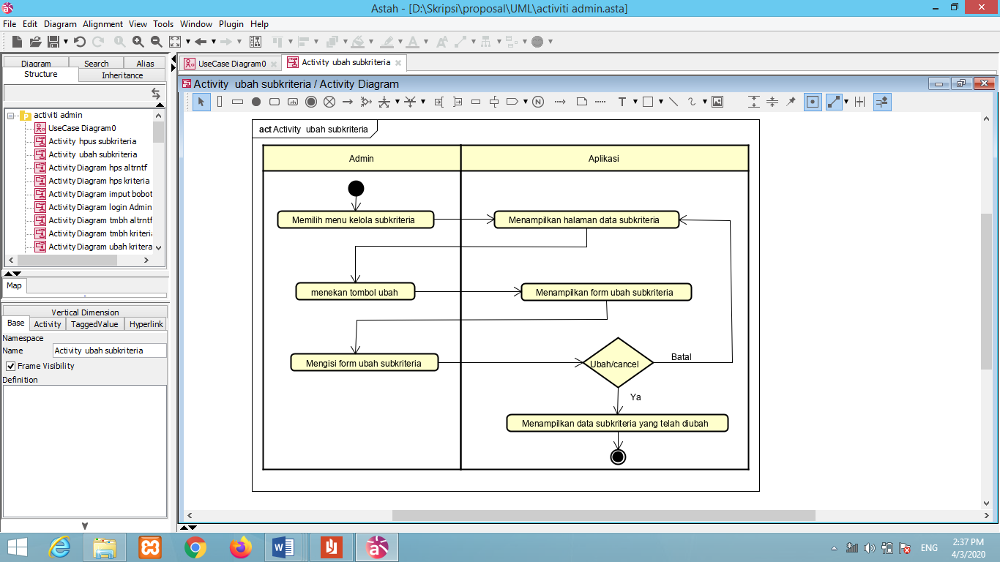 Astah - [D:\Skripsi\proposal\UML\activiti admin.asta]
File Edit Diagram Alignment View Tools Window Plugin Help
Diagram Search Alias
Structure Inheritance
activiti admin
UseCase Diagram0
Activity hpus subkriteria
Activity ubah subkriteria
Activity Diagram hps altrntf
Activity Diagram hps kriteria
Activity Diagram imput bobot
Activity Diagram login Admin
Activity Diagram tmbh altrntf
Activity Diagram tmbh kriteria
Activity Diagram ubah kritera
Map
Vertical Dimension
Base Activity TaggedValue Hyperlink
Namespace
Name Activity ubah subkriteria
Frame Visibility
Definition
UseCase Diagram0 Activity ubah subkriteria
Activity ubah subkriteria / Activity Diagram
act Activity ubah subkriteria
Admin Aplikasi
Memilih menu kelola subkriteria Menampilkan halaman data subkriteria
menekan tombol ubah Menampilkan form ubah subkriteria
Mengisi form ubah subkriteria Ubah/cancel Batal
Ya
Menampilkan data subkriteria yang telah diubah
ENG
2:37 PM
4/3/2020